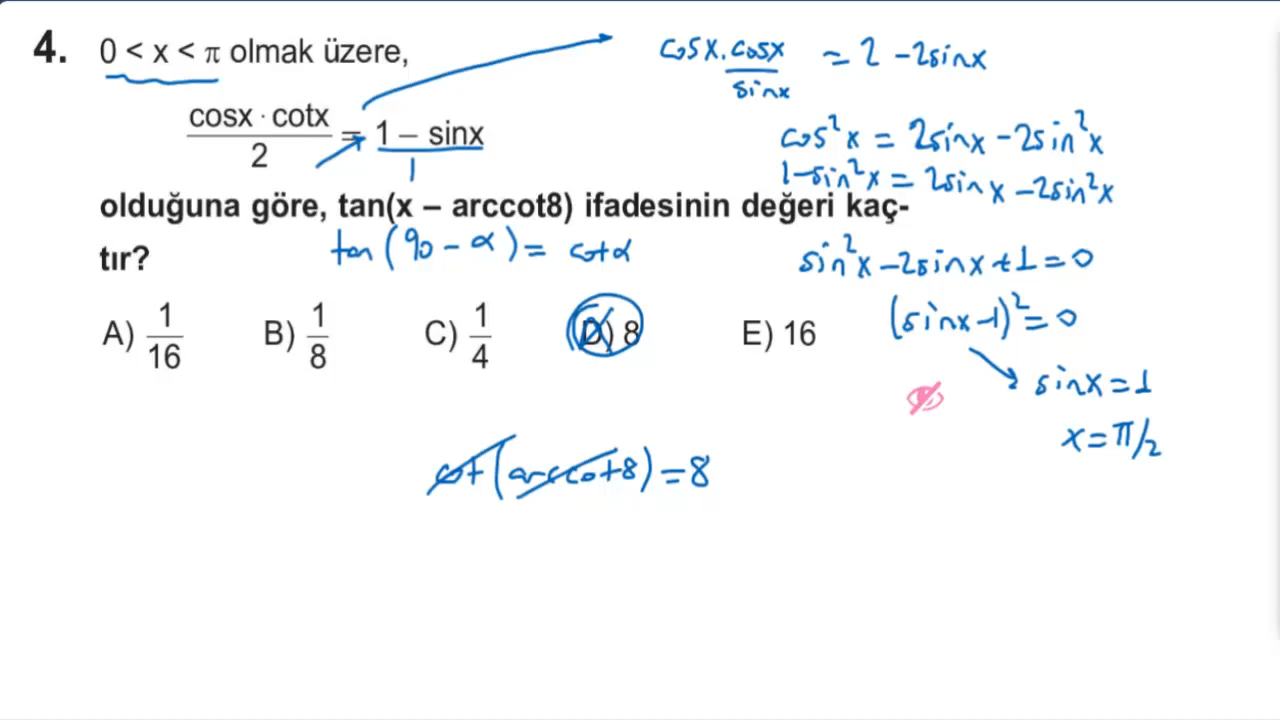 4. 0 < x < π olmak üzere,
cosx · cotx / 2 = 1 – sinx
1
olduğuna göre, tan(x – arccot8) ifadesinin değeri kaç-
tır?
tan(90 - α) = cotα
A) 1/16 B) 1/8 C) 1/4 D) 8 E) 16
cot(arccot8) = 8
cosx . cosx / sinx = 2 - 2sinx
cos²x = 2sinx - 2sin²x
1-sin²x = 2sinx - 2sin²x
sin²x - 2sinx + 1 = 0
(sinx - 1)² = 0
sinx = 1
x = π/2